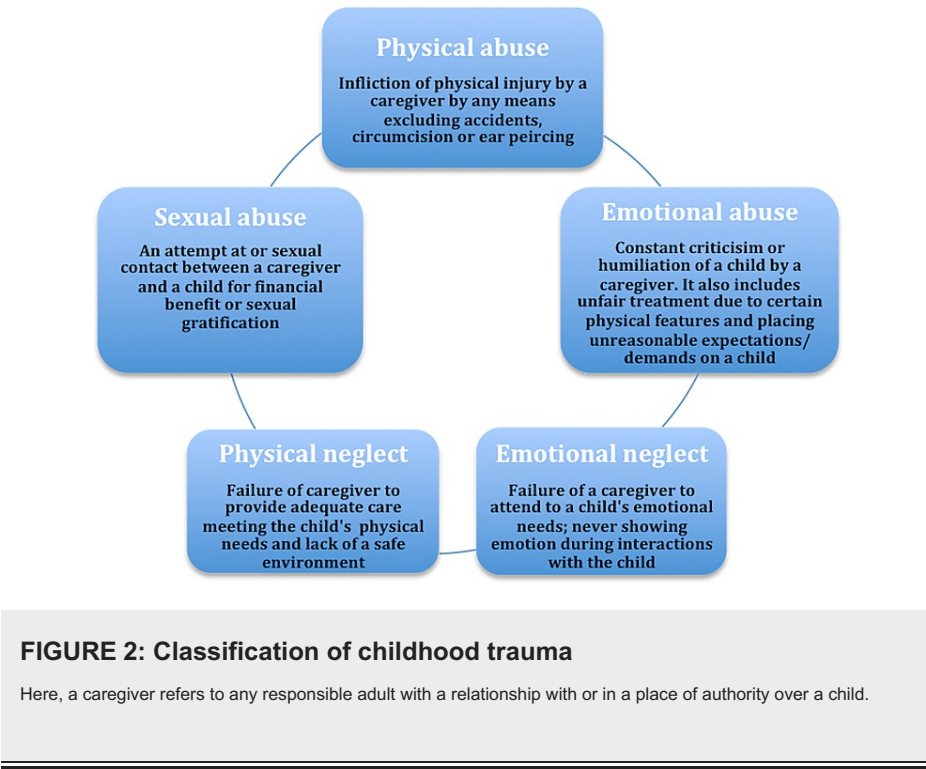 Physical abuse
Infliction of physical injury by a
caregiver by any means
excluding accidents,
circumcision or ear peircing
Emotional abuse
Constant criticisim or
humiliation of a child by a
caregiver. It also includes
unfair treatment due to certain
physical features and placing
unreasonable expectations/
demands on a child
Emotional neglect
Failure of a caregiver to
attend to a child's emotional
needs; never showing
emotion during interactions
with the child
Physical neglect
Failure of caregiver to
provide adequate care
meeting the child's physical
needs and lack of a safe
environment
Sexual abuse
An attempt at or sexual
contact between a caregiver
and a child for financial
benefit or sexual
gratification
FIGURE 2: Classification of childhood trauma
Here, a caregiver refers to any responsible adult with a relationship with or in a place of authority over a child.